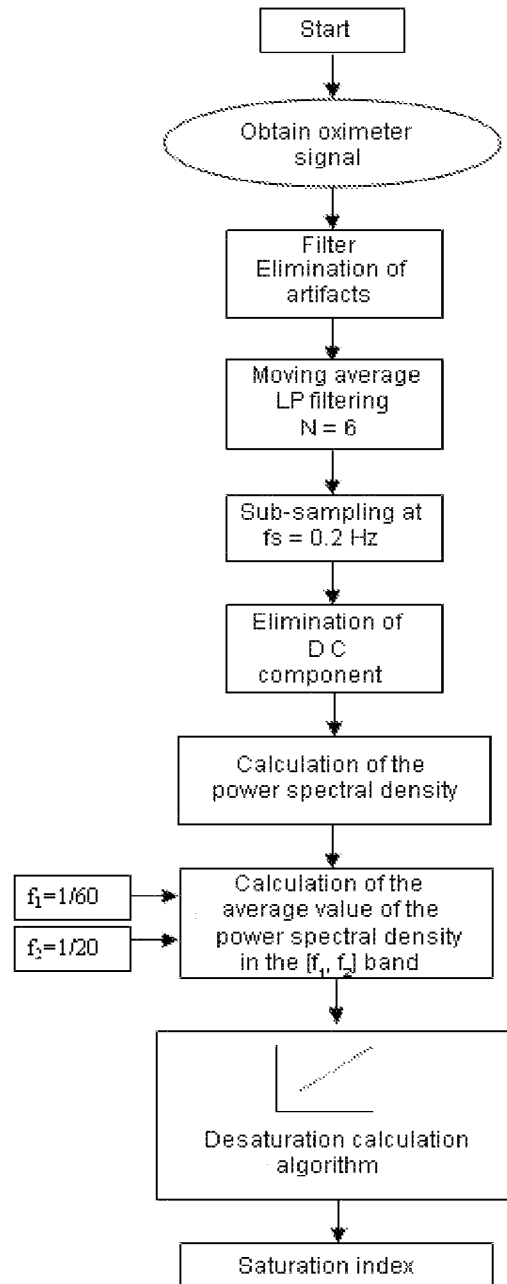 Start
Obtain oximeter
signal
Filter
Elimination of
artifacts
Moving average
LP filtering
N = 6
Sub-sampling at
fs = 0.2 Hz
Elimination of
D C
component
Calculation of the
power spectral density
f₁=1/60
f₂=1/20
Calculation of the
average value of the
power spectral density
in the [f₁, f₂] band
Desaturation calculation
algorithm
Saturation index